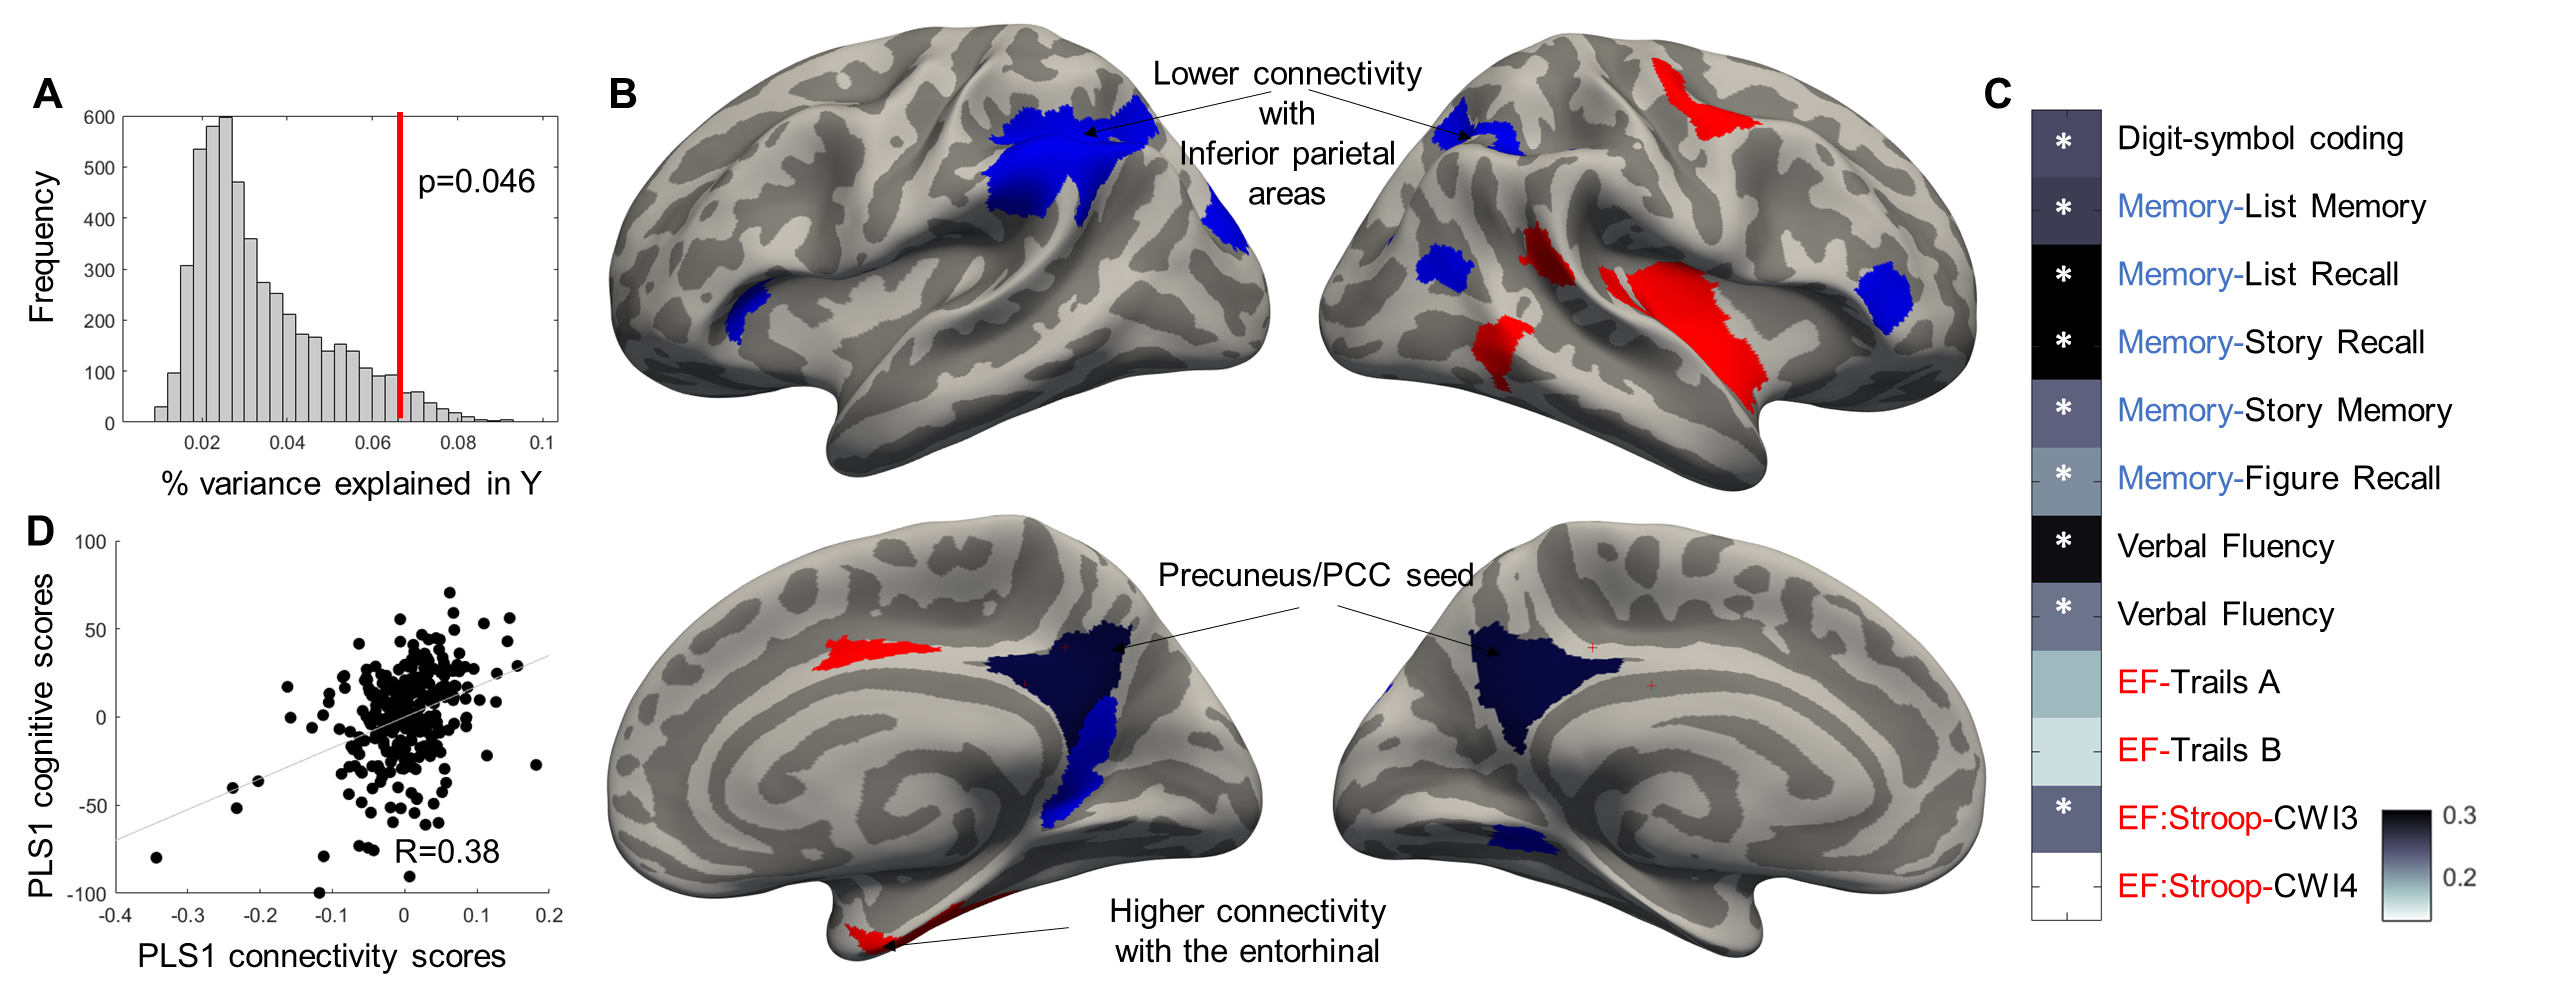 A
600
500
400
300
200
100
0
Frequency
p=0.046
0.02 0.04 0.06 0.08 0.1
% variance explained in Y
B
Lower connectivity
with
Inferior parietal
areas
Precuneus/PCC seed
Higher connectivity
with the entorhinal
C
* Digit-symbol coding
* Memory-List Memory
* Memory-List Recall
* Memory-Story Recall
* Memory-Story Memory
* Memory-Figure Recall
* Verbal Fluency
* Verbal Fluency
EF-Trails A
EF-Trails B
* EF:Stroop-CWI3
EF:Stroop-CWI4
0.3
0.2
D
100
50
0
-50
-100
PLS1 cognitive scores
R=0.38
-0.4 -0.3 -0.2 -0.1 0 0.1 0.2
PLS1 connectivity scores